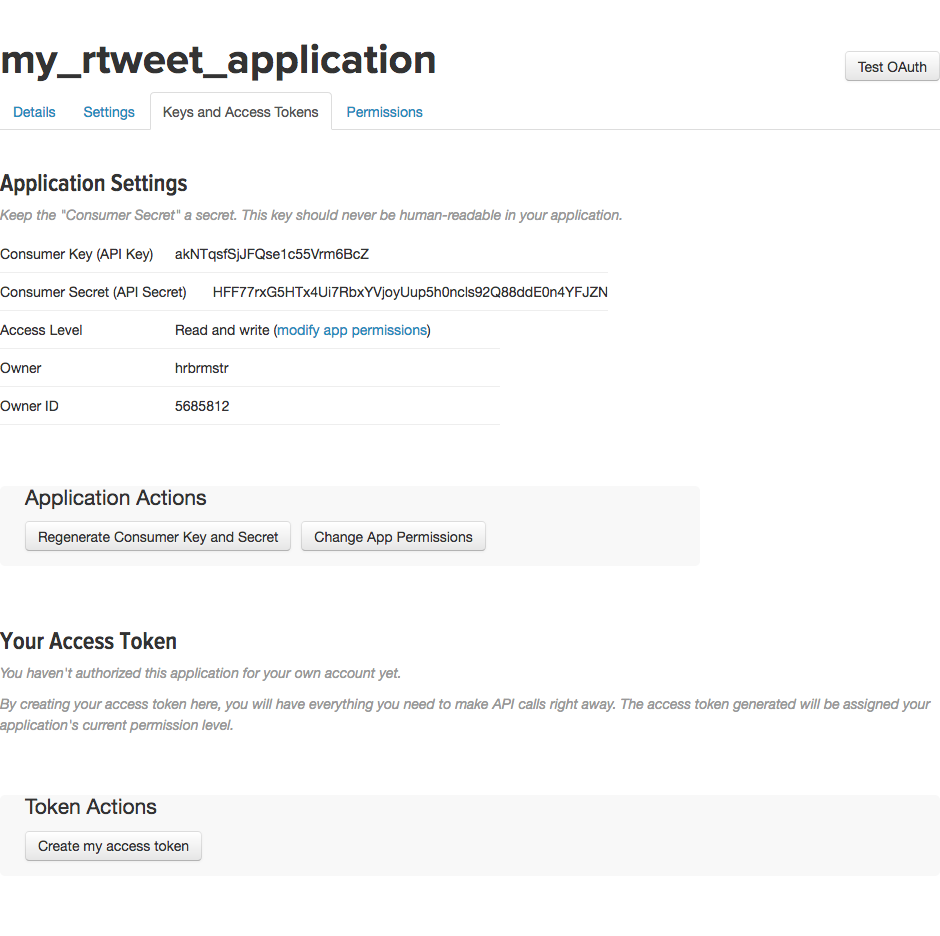 my_rtweet_application
Test OAuth
Details Settings Keys and Access Tokens Permissions
Application Settings
Keep the "Consumer Secret" a secret. This key should never be human-readable in your application.
Consumer Key (API Key) akNTqsfSjJFQse1c55Vrm6BcZ
Consumer Secret (API Secret) HFF77rxG5HTx4Ui7RbxYVjoyUup5h0ncls92Q88ddE0n4YFJZN
Access Level Read and write (modify app permissions)
Owner hrbrmstr
Owner ID 5685812
Application Actions
Regenerate Consumer Key and Secret Change App Permissions
Your Access Token
You haven't authorized this application for your own account yet.
By creating your access token here, you will have everything you need to make API calls right away. The access token generated will be assigned your
application's current permission level.
Token Actions
Create my access token